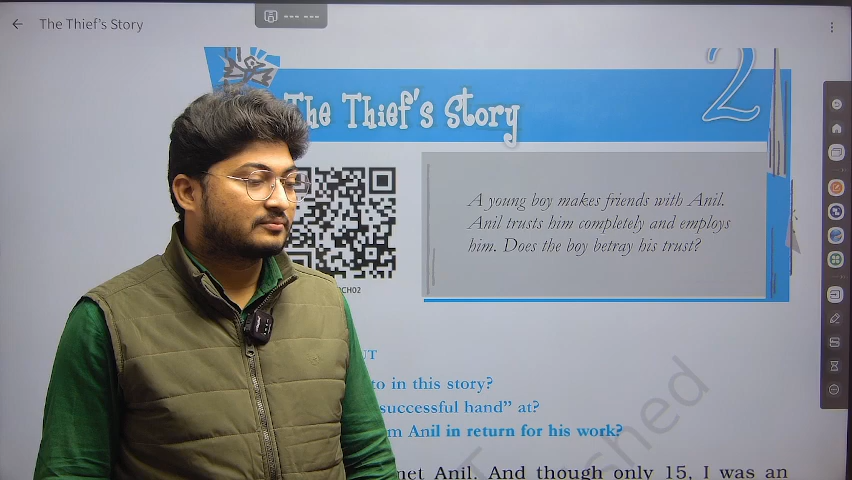 The Thief's Story
2
The Thief's Story
A young boy makes friends with Anil.
Anil trusts him completely and employs
him. Does the boy betray his trust?
CH02
UT
to in this story?
successful hand” at?
m Anil in return for his work?
met Anil. And though only 15, I was an